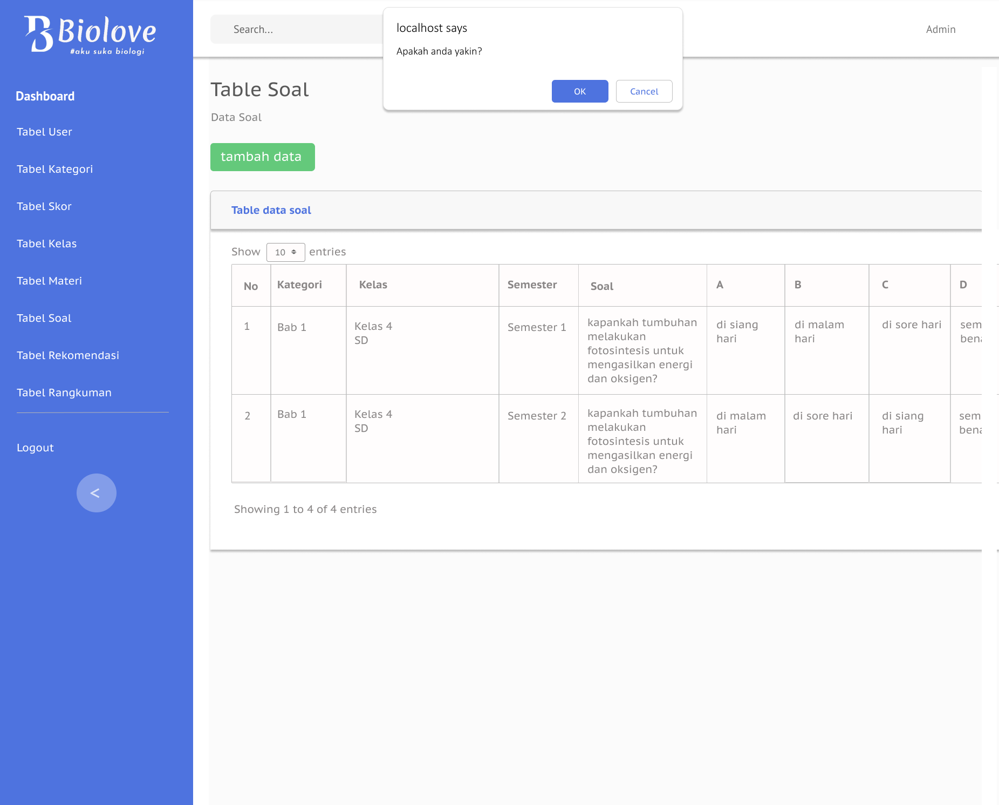 Biolove
#aku suka biologi
Dashboard
Tabel User
Tabel Kategori
Tabel Skor
Tabel Kelas
Tabel Materi
Tabel Soal
Tabel Rekomendasi
Tabel Rangkuman
Logout
<
Search...
Admin
localhost says
Apakah anda yakin?
OK
Cancel
Table Soal
Data Soal
tambah data
Table data soal
Show 10 entries
No Kategori Kelas Semester Soal A B C D
1
Bab 1
Kelas 4
SD
Semester 1
kapankah tumbuhan
melakukan
fotosintesis untuk
mengasilkan energi
dan oksigen?
di siang
hari
di malam
hari
di sore hari
sem
bena
2
Bab 1
Kelas 4
SD
Semester 2
kapankah tumbuhan
melakukan
fotosintesis untuk
mengasilkan energi
dan oksigen?
di malam
hari
di sore hari
di siang
hari
sem
bena
Showing 1 to 4 of 4 entries